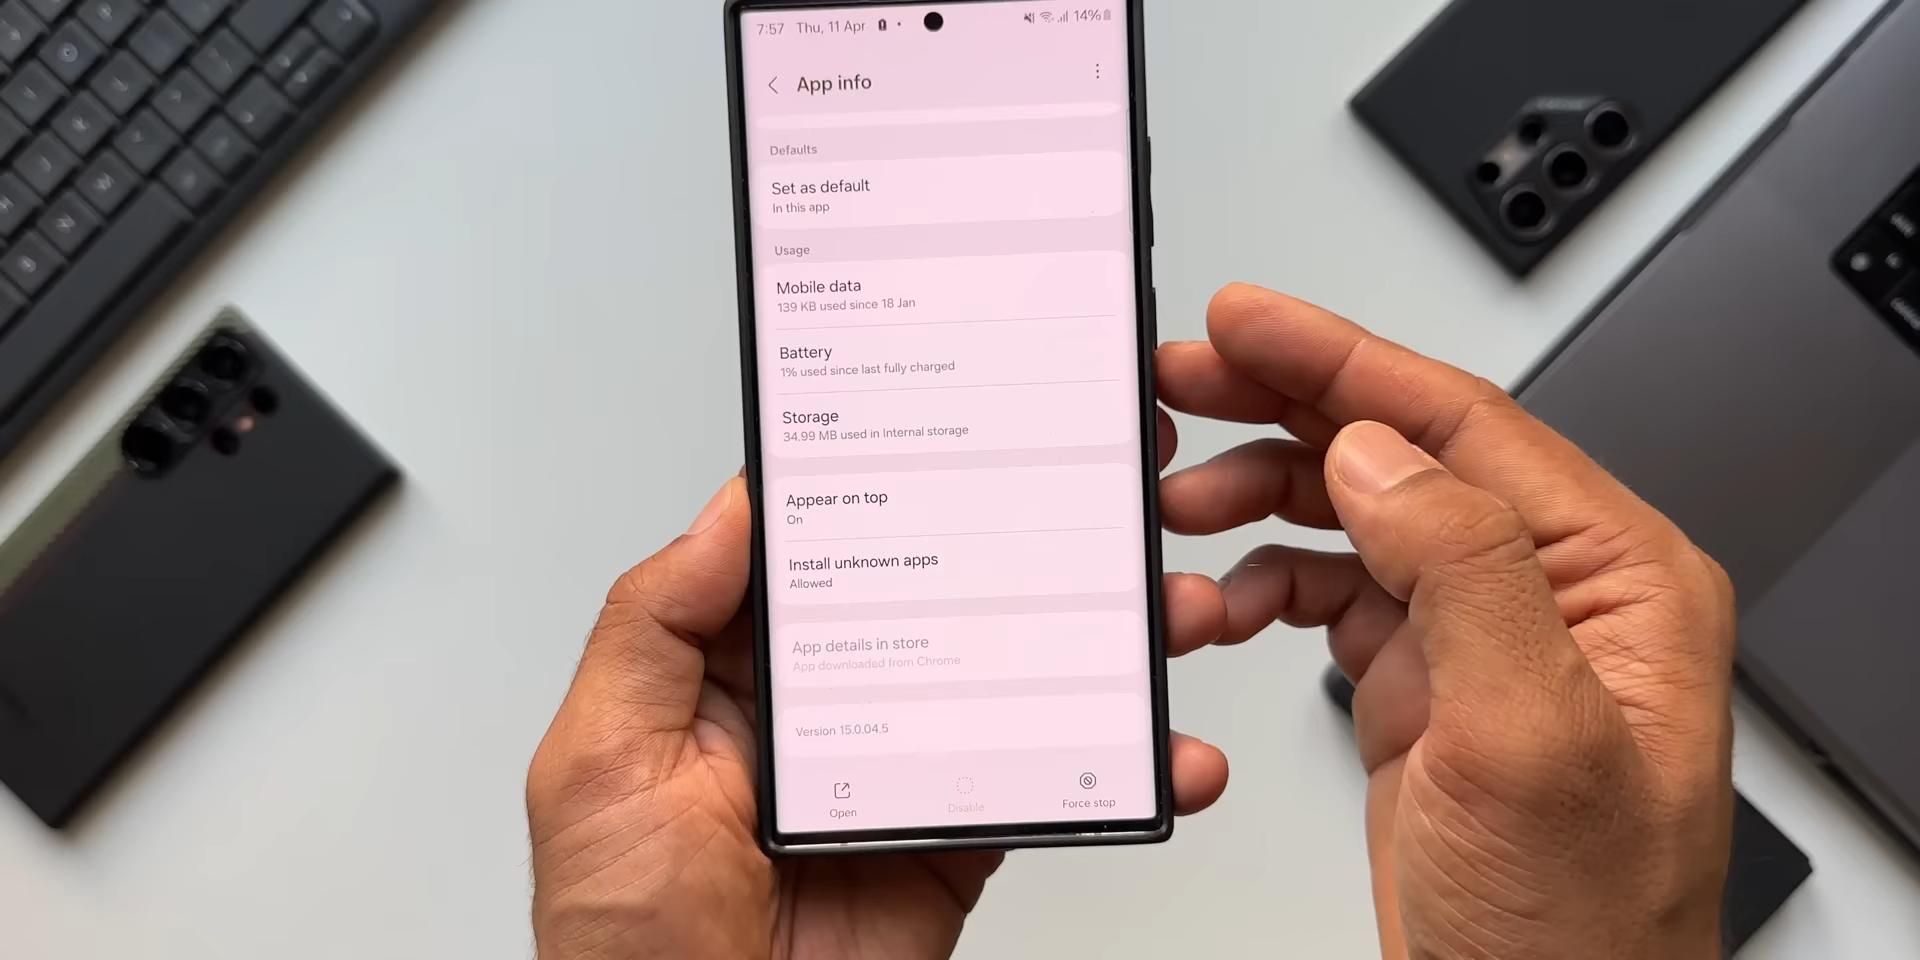 7:57 Thu, 11 Apr
14%
App info
Defaults
Set as default
In this app
Usage
Mobile data
139 KB used since 18 Jan
Battery
1% used since last fully charged
Storage
34.99 MB used in Internal storage
Appear on top
On
Install unknown apps
Allowed
App details in store
App downloaded from Chrome
Version 15.0.04.5
Open
Disable
Force stop